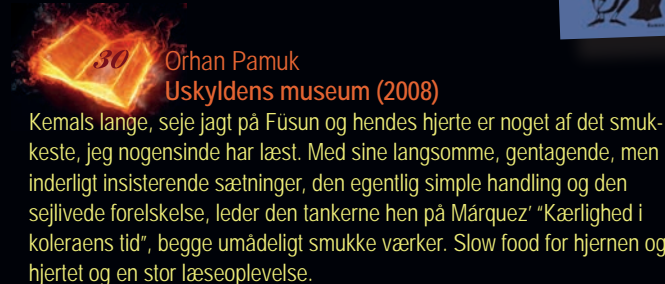 30
Orhan Pamuk
Uskyldens museum (2008)
Kemals lange, seje jagt på Füsun og hendes hjerte er noget af det smuk-
keste, jeg nogensinde har læst. Med sine langsomme, gentagende, men
inderligt insisterende sætninger, den egentlig simple handling og den
sejlivede forelskelse, leder den tankerne hen på Márquez’ “Kærlighed i
koleraens tid”, begge umådeligt smukke værker. Slow food for hjernen og
hjertet og en stor læseoplevelse.